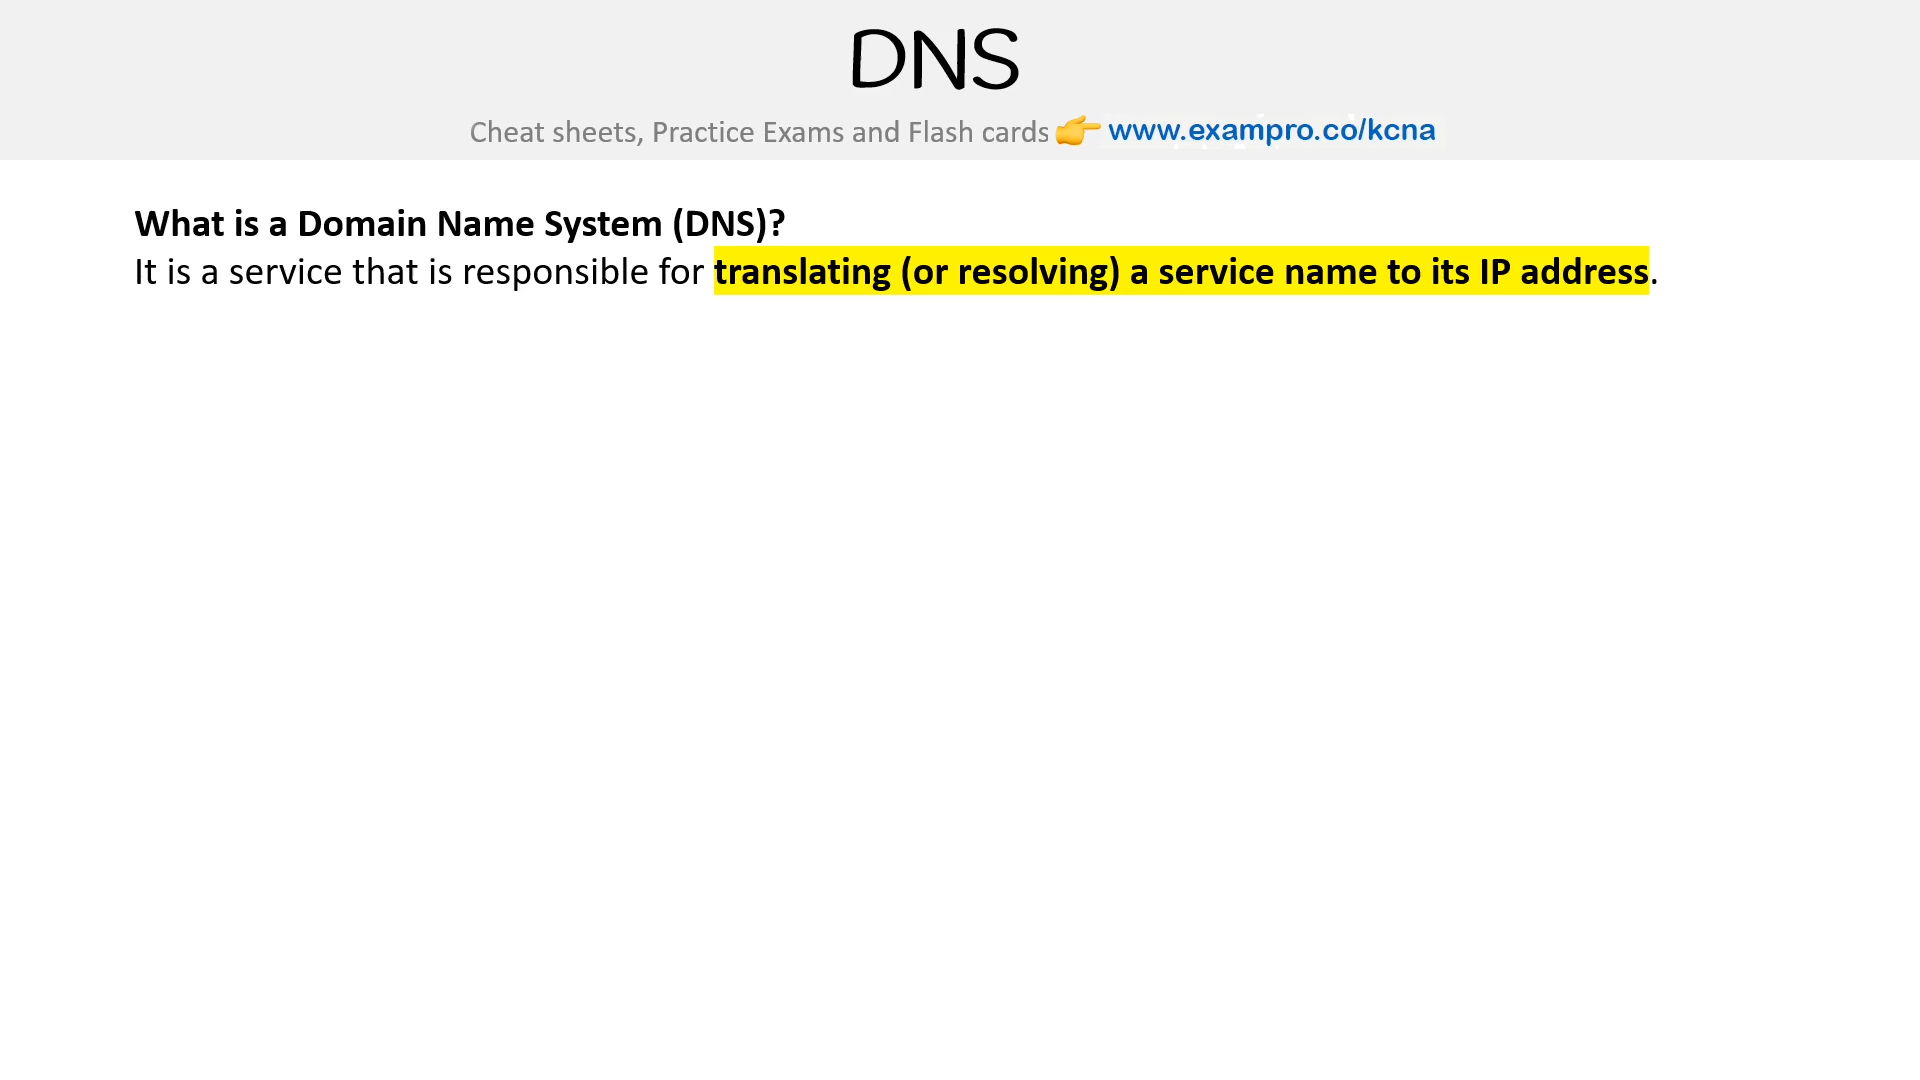 DNS
Cheat sheets, Practice Exams and Flash cards 👉 www.exampro.co/kcna
What is a Domain Name System (DNS)?
It is a service that is responsible for translating (or resolving) a service name to its IP address.